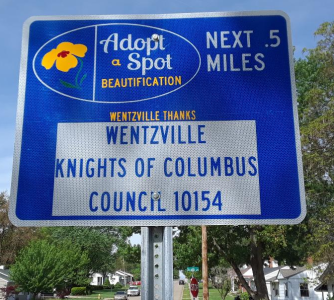 Adopt
a
Spot
BEAUTIFICATION
NEXT .5
MILES
WENTZVILLE THANKS
WENTZVILLE
KNIGHTS OF COLUMBUS
COUNCIL 10154